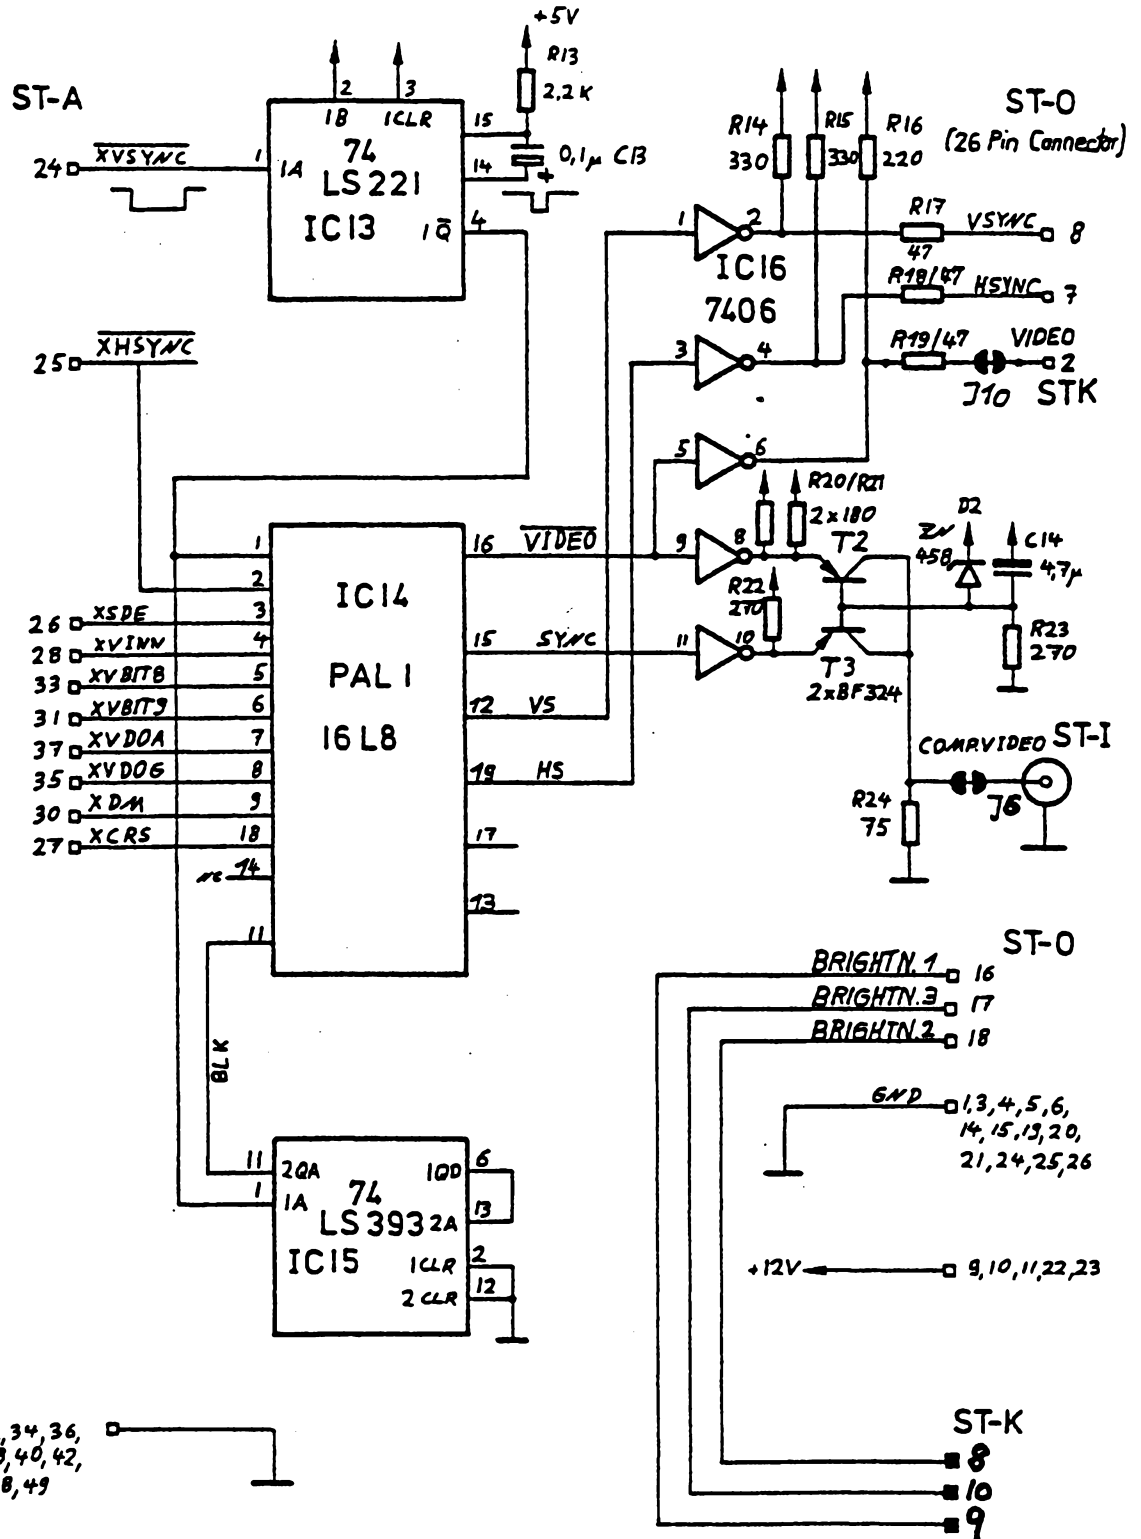 +5V
R13
2,2K
ST-A
2
3
1B
1CLR
15
74
14
0,1µ C13
+
24
XVSYNC
1
1A
LS221
IC13
1Q
4
R14
330
R15
330
R16
220
ST-O
(26 Pin Connector)
1
2
R17
47
VSYNC
8
IC16
7406
R18/47
HSYNC
7
25
XHSYNC
3
4
R19/47
VIDEO
2
J10
STK
5
6
R20/R21
2x180
1
16
VIDEO
9
8
T2
D2
ZN
458
C14
4,7µ
2
IC14
R22
270
26
XSDE
3
28
XVINN
4
15
SYNC
11
10
R23
270
33
XVBIT8
5
PAL 1
T3
2xBF324
31
XVBIT9
6
12
VS
37
XVDOA
7
16L8
COMP.VIDEO
ST-I
35
XVDOG
8
19
HS
J6
30
XDM
9
R24
75
27
XCRS
18
17
NC
14
13
11
BLK
ST-O
BRIGHTN.1
16
BRIGHTN.3
17
BRIGHTN.2
18
GND
1,3,4,5,6,
14,15,19,20,
21,24,25,26
11
2QA
1QD
6
1
1A
74
LS393
2A
13
IC15
1CLR
2
2CLR
12
+12V
9,10,11,22,23
,34,36,
,40,42,
8,49
ST-K
8
10
9